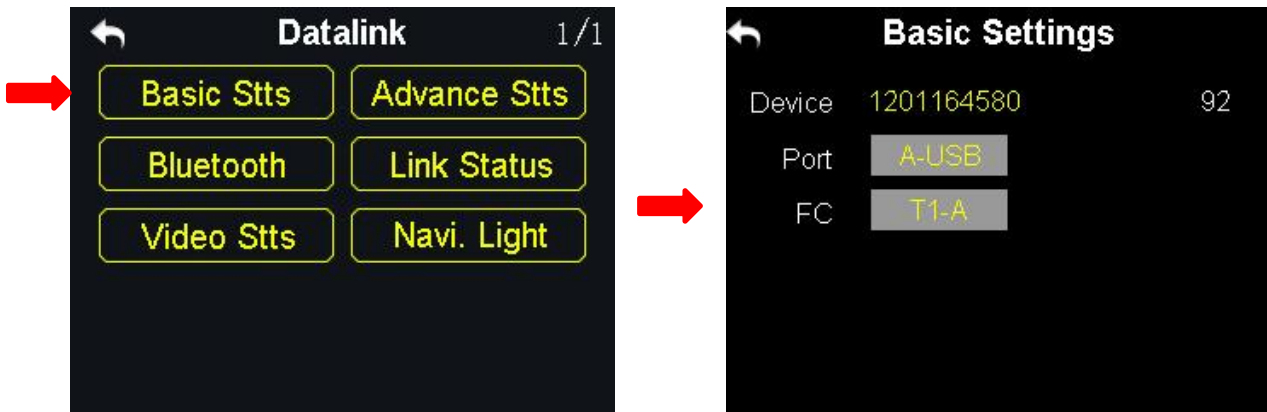 Datalink 1/1
Basic Stts Advance Stts
Bluetooth Link Status
Video Stts Navi. Light
Basic Settings
Device 1201164580 92
Port A-USB
FC T1-A